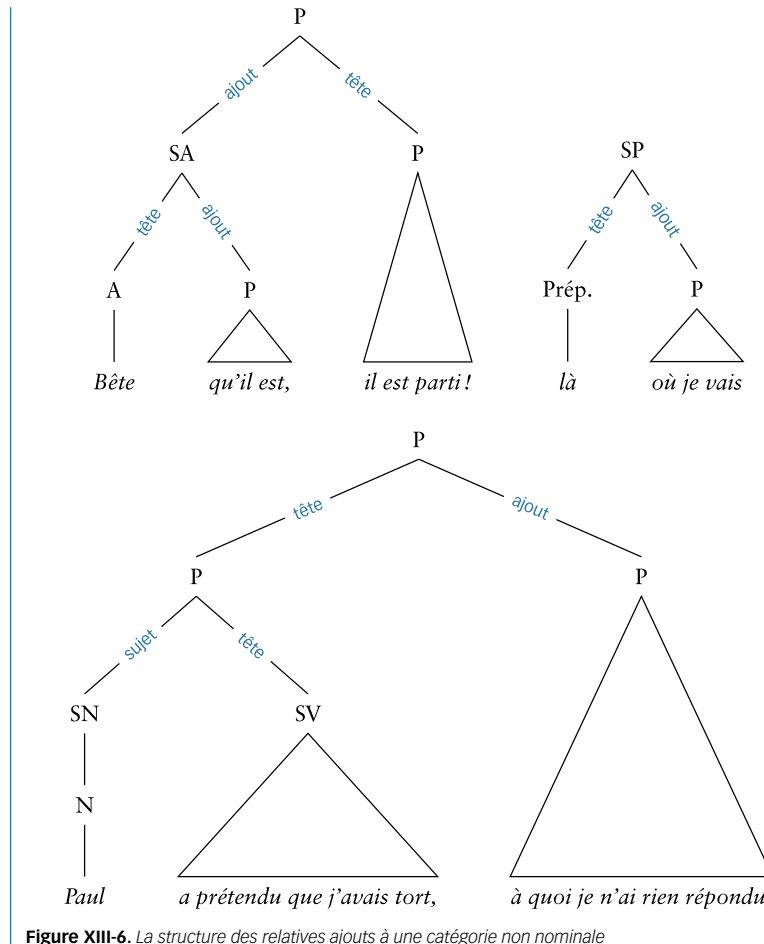 P
ajout tête
SA P SP
tête ajout tête ajout
A P Prép. P
Bête qu'il est, il est parti ! là où je vais
P
tête ajout
P P
sujet tête
SN SV
N
Paul a prétendu que j'avais tort, à quoi je n'ai rien répondu
Figure XIII-6. La structure des relatives ajouts à une catégorie non nominale